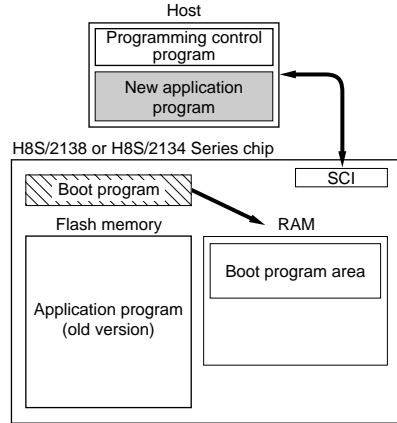 Host
Programming control
program
New application
program
H8S/2138 or H8S/2134 Series chip
SCI
Boot program
Flash memory
RAM
Boot program area
Application program
(old version)